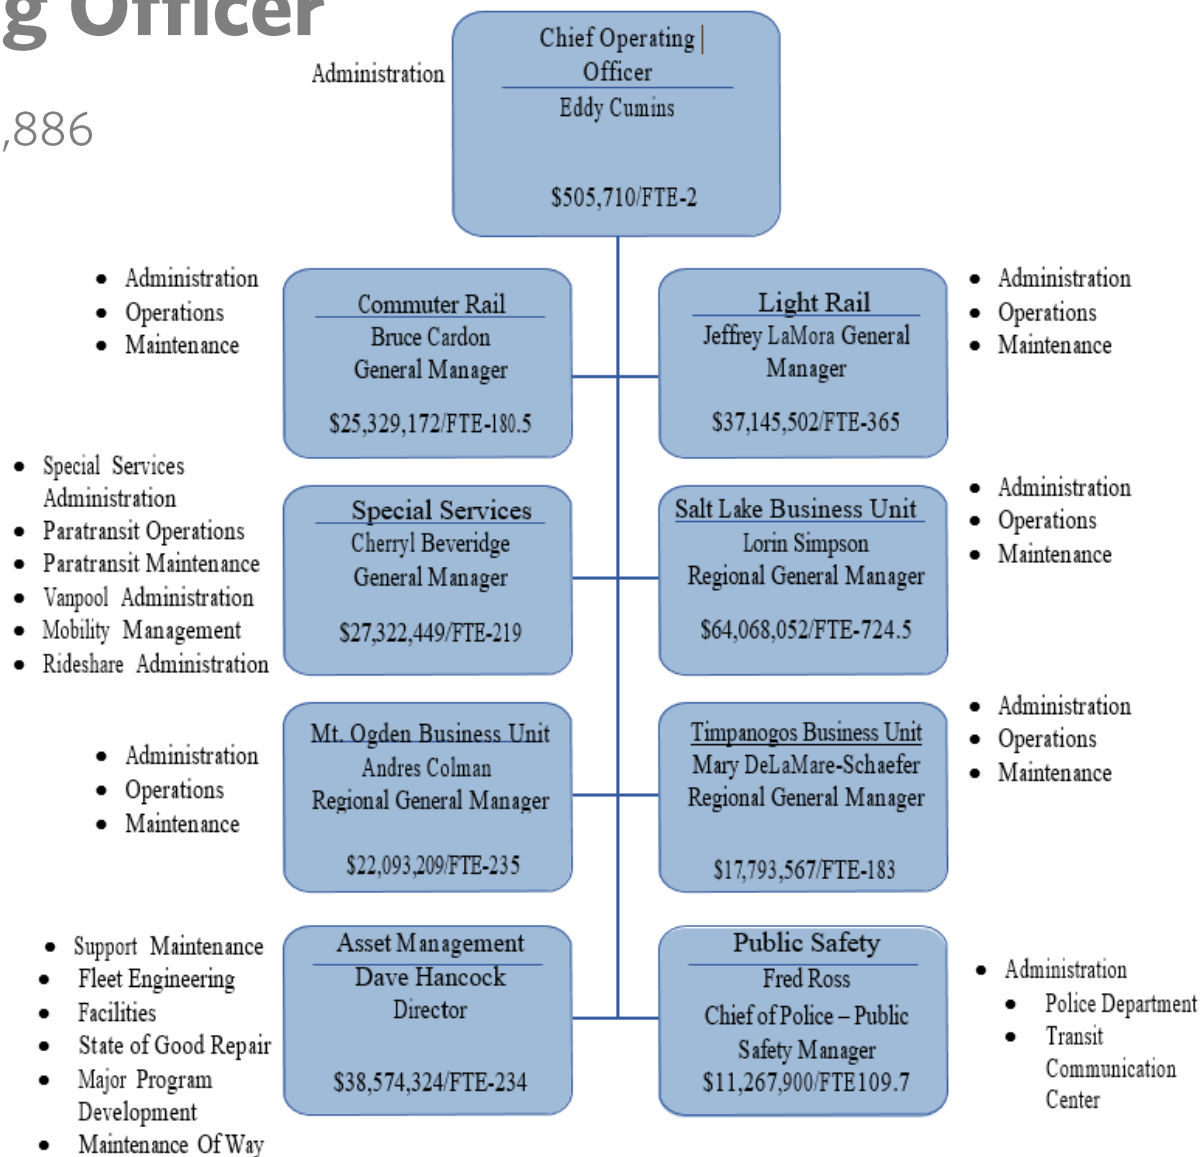 g Officer
,886
Administration
Chief Operating
Officer
Eddy Cumins
$505,710/FTE-2
• Administration
• Operations
• Maintenance
Commuter Rail
Bruce Cardon
General Manager
$25,329,172/FTE-180.5
Light Rail
Jeffrey LaMora General
Manager
$37,145,502/FTE-365
• Administration
• Operations
• Maintenance
• Special Services
Administration
• Paratransit Operations
• Paratransit Maintenance
• Vanpool Administration
• Mobility Management
• Rideshare Administration
Special Services
Cherryl Beveridge
General Manager
$27,322,449/FTE-219
Salt Lake Business Unit
Lorin Simpson
Regional General Manager
$64,068,052/FTE-724.5
• Administration
• Operations
• Maintenance
• Administration
• Operations
• Maintenance
Mt. Ogden Business Unit
Andres Colman
Regional General Manager
$22,093,209/FTE-235
Timpanogos Business Unit
Mary DeLaMare-Schaefer
Regional General Manager
$17,793,567/FTE-183
• Administration
• Operations
• Maintenance
• Support Maintenance
• Fleet Engineering
• Facilities
• State of Good Repair
• Major Program
Development
• Maintenance Of Way
Asset Management
Dave Hancock
Director
$38,574,324/FTE-234
Public Safety
Fred Ross
Chief of Police – Public
Safety Manager
$11,267,900/FTE109.7
• Administration
• Police Department
• Transit
Communication
Center